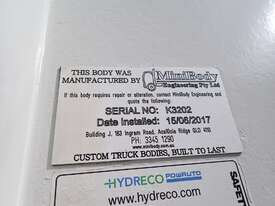 THIS BODY WAS
MANUFACTURED BY
MiniBody
Engineering Pty Ltd
If this body requires repair or alteration, contact MiniBody Engineering and
quote the following:
SERIAL NO: K3202
Date Installed: 15/06/2017
Building J, 163 Ingram Road, Acacia Ridge QLD 4110
PH: 3345 1290
www.minibody.com.au
CUSTOM TRUCK BODIES, BUILT TO LAST
HYDRECO POWAUTO
www.hydreco.com
SAFETY